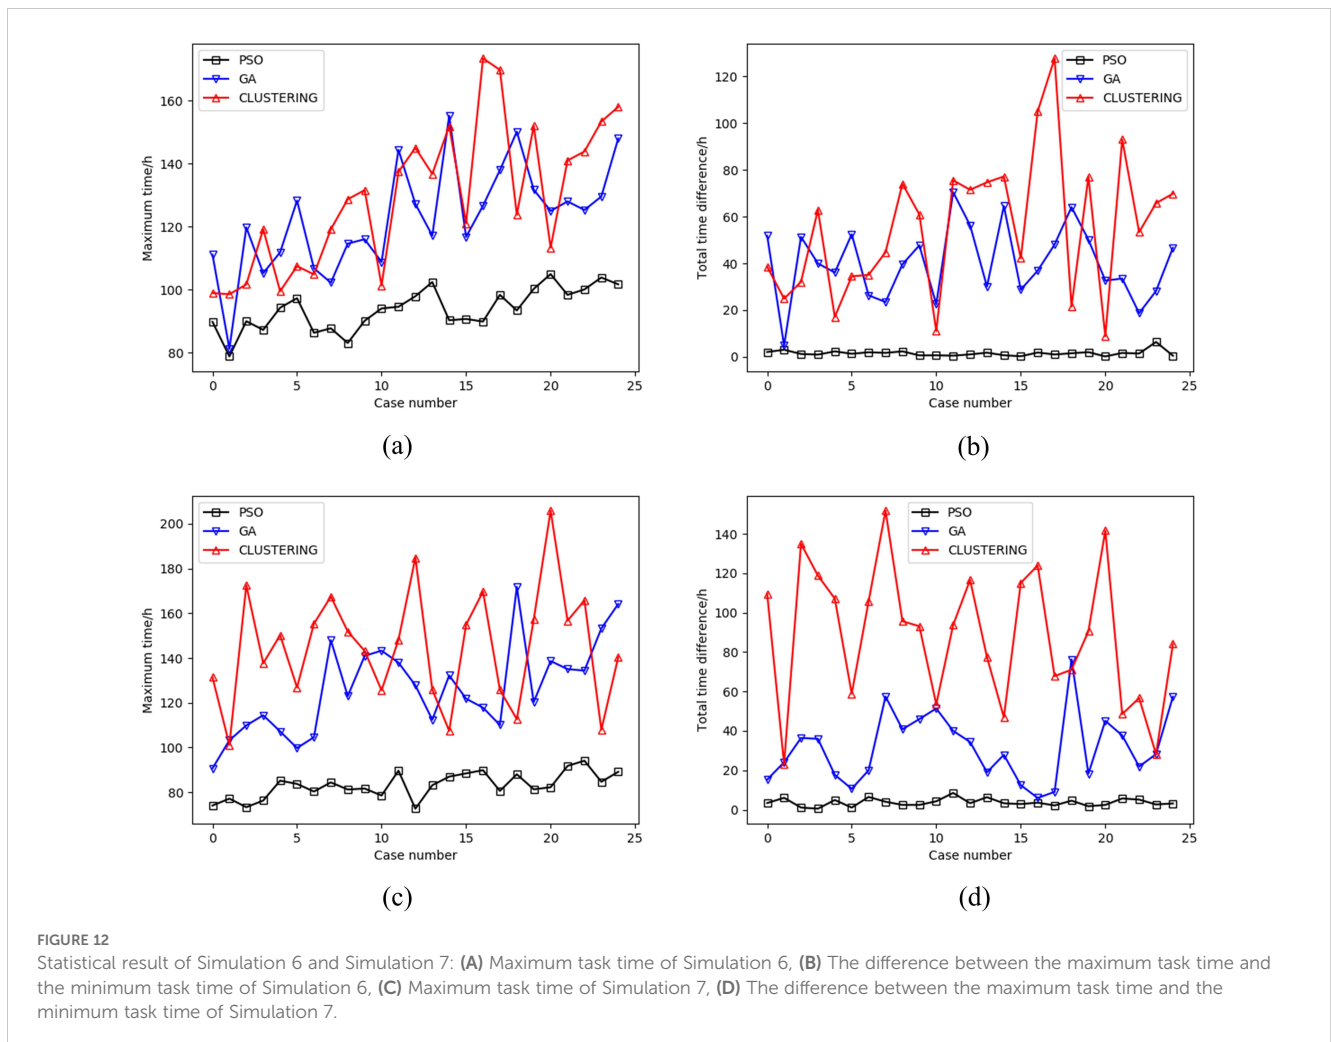 PSO
GA
CLUSTERING
Maximum time/h
160
140
120
100
80
0 5 10 15 20 25
Case number
(a)
PSO
GA
CLUSTERING
Total time difference/h
120
100
80
60
40
20
0
0 5 10 15 20 25
Case number
(b)
PSO
GA
CLUSTERING
Maximum time/h
200
180
160
140
120
100
80
0 5 10 15 20 25
Case number
(c)
PSO
GA
CLUSTERING
Total time difference/h
140
120
100
80
60
40
20
0
0 5 10 15 20 25
Case number
(d)
FIGURE 12
Statistical result of Simulation 6 and Simulation 7: (A) Maximum task time of Simulation 6, (B) The difference between the maximum task time and
the minimum task time of Simulation 6, (C) Maximum task time of Simulation 7, (D) The difference between the maximum task time and the
minimum task time of Simulation 7.